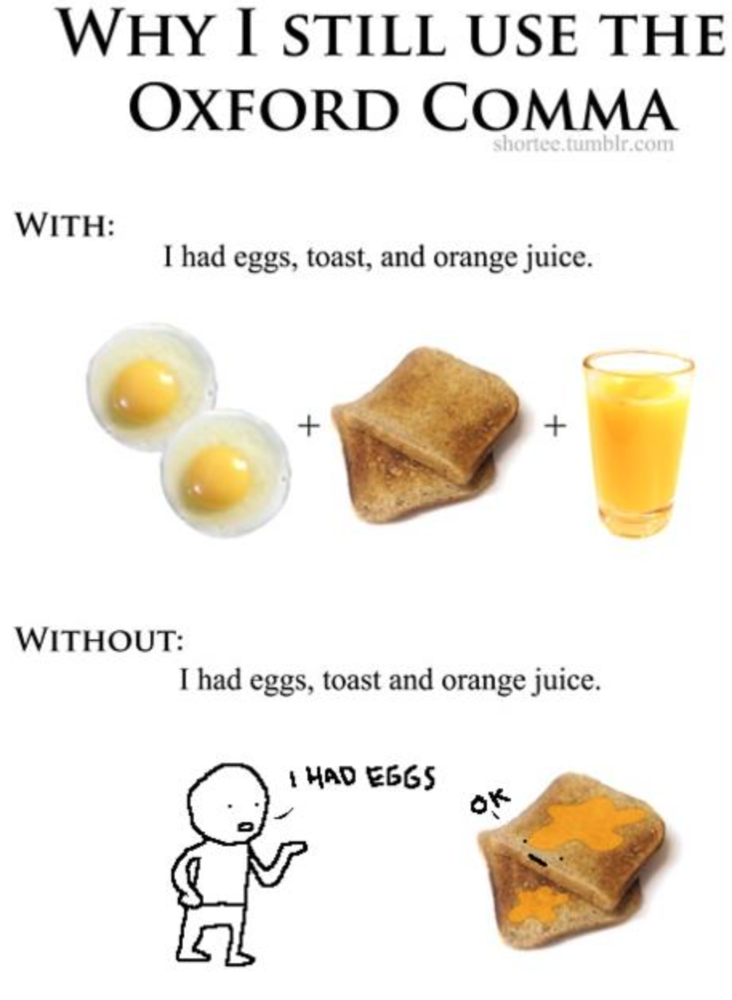 WHY I STILL USE THE
OXFORD COMMA
shortee.tumblr.com
WITH:
I had eggs, toast, and orange juice.
+ +
WITHOUT:
I had eggs, toast and orange juice.
I HAD EGGS
OK